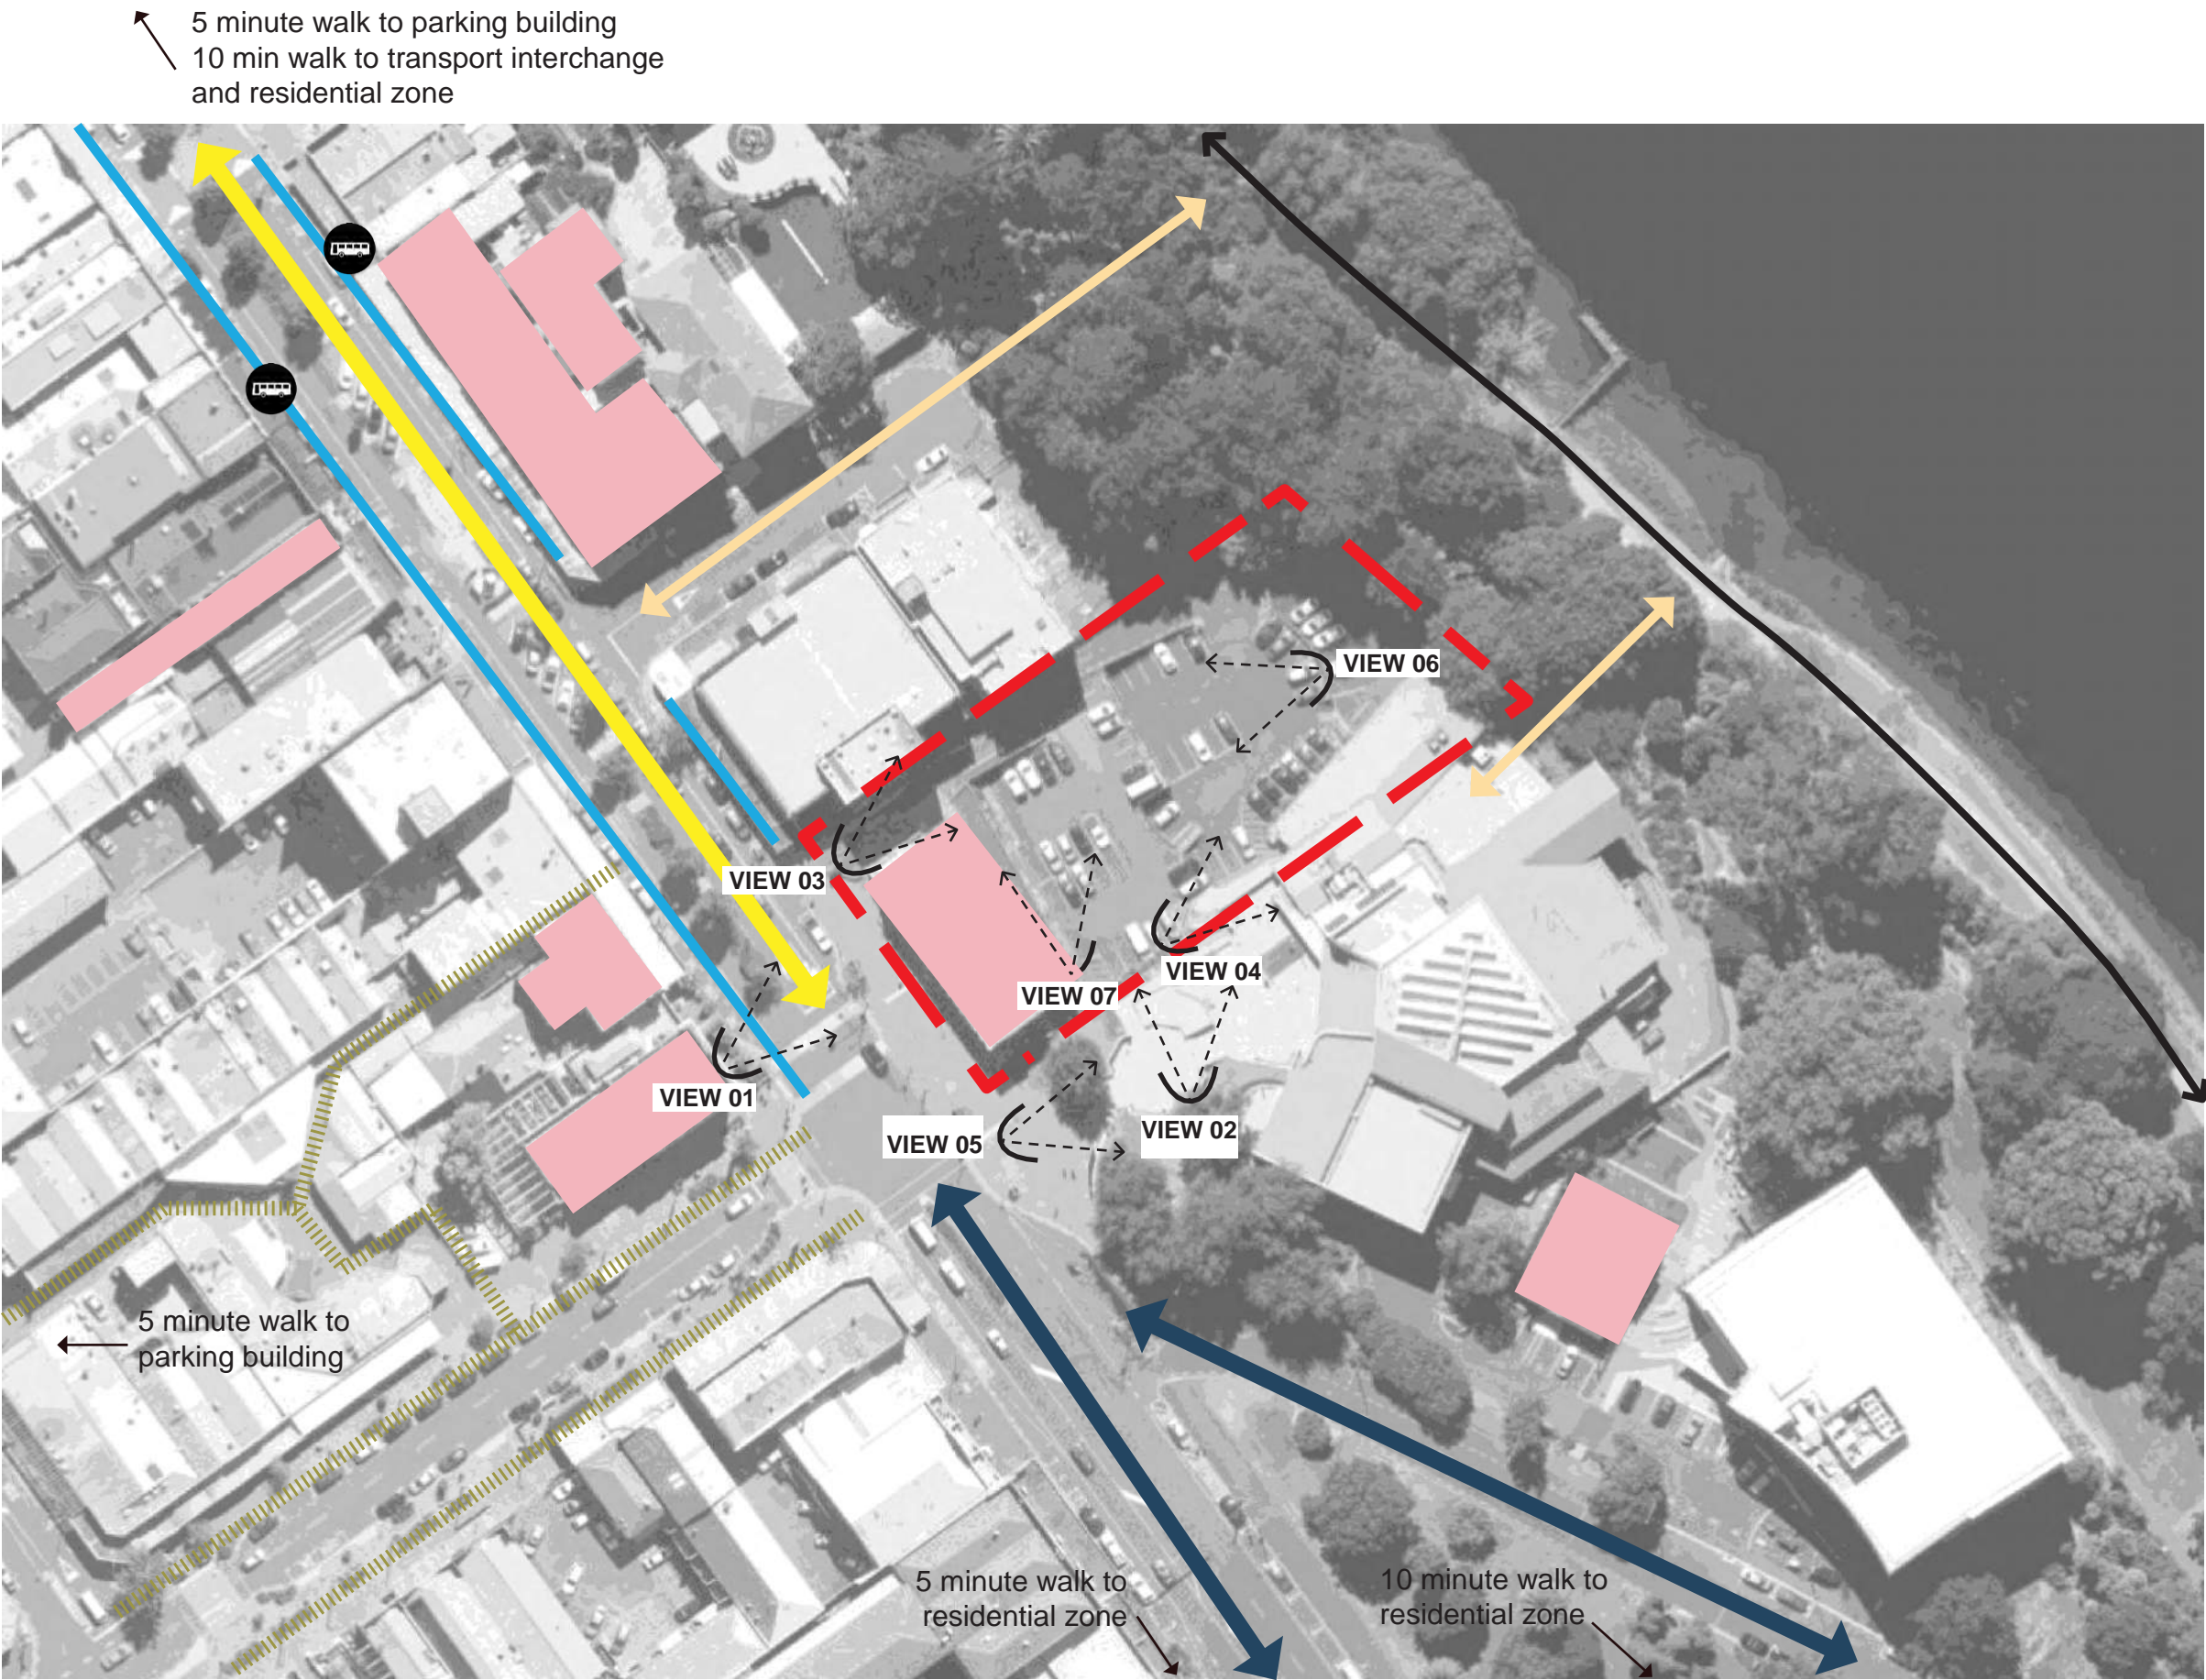 5 minute walk to parking building
10 min walk to transport interchange
and residential zone
VIEW 06
VIEW 03
VIEW 04
VIEW 07
VIEW 01
VIEW 05
VIEW 02
5 minute walk to
parking building
5 minute walk to
residential zone
10 minute walk to
residential zone